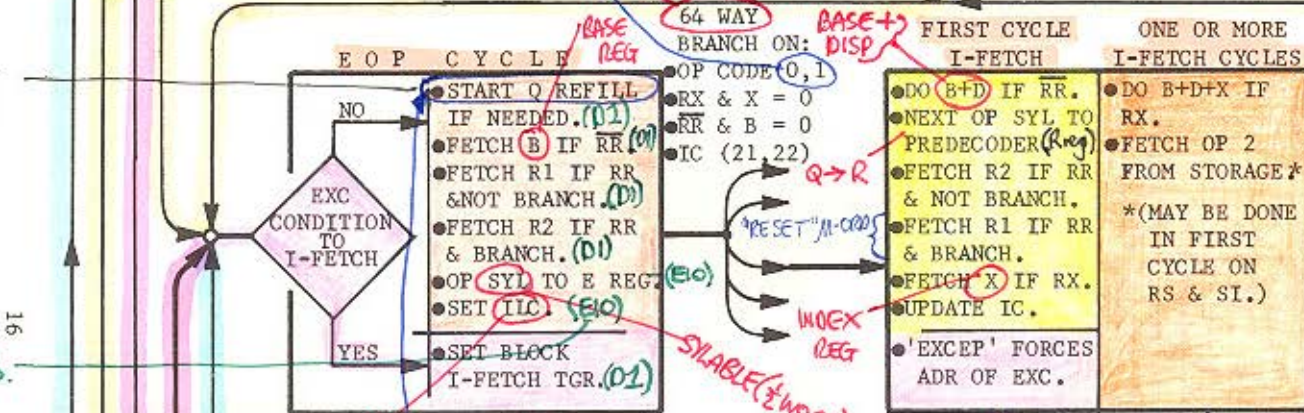 BASE
REG
64 WAY
BRANCH ON:
●OP CODE 0,1
●RX & X = 0
●R̅R̅ & B = 0
●IC (21,22)
BASE+
DISP
E O P   C Y C L E
●START Q REFILL
IF NEEDED. (D1)
●FETCH B IF R̅R̅. (D1)
●FETCH R1 IF RR
&NOT BRANCH. (D1)
●FETCH R2 IF RR
& BRANCH. (D1)
●OP SYL TO E REG. (E10)
●SET ILC. (E10)
●SET BLOCK
I-FETCH TGR. (D1)
NO
EXC
CONDITION
TO
I-FETCH
YES
Q→R
"RESET" M-ORD
INDEX
REG
SYLABLE (½
FIRST CYCLE
I-FETCH
●DO B+D IF R̅R̅.
●NEXT OP SYL TO
PREDECODER (Rreg)
●FETCH R2 IF RR
& NOT BRANCH.
●FETCH R1 IF RR
& BRANCH.
●FETCH X IF RX.
●UPDATE IC.
●'EXCEP' FORCES
ADR OF EXC.
ONE OR MORE
I-FETCH CYCLES
●DO B+D+X IF
RX.
●FETCH OP 2
FROM STORAGE.*
*(MAY BE DONE
IN FIRST
CYCLE ON
RS & SI.)
16